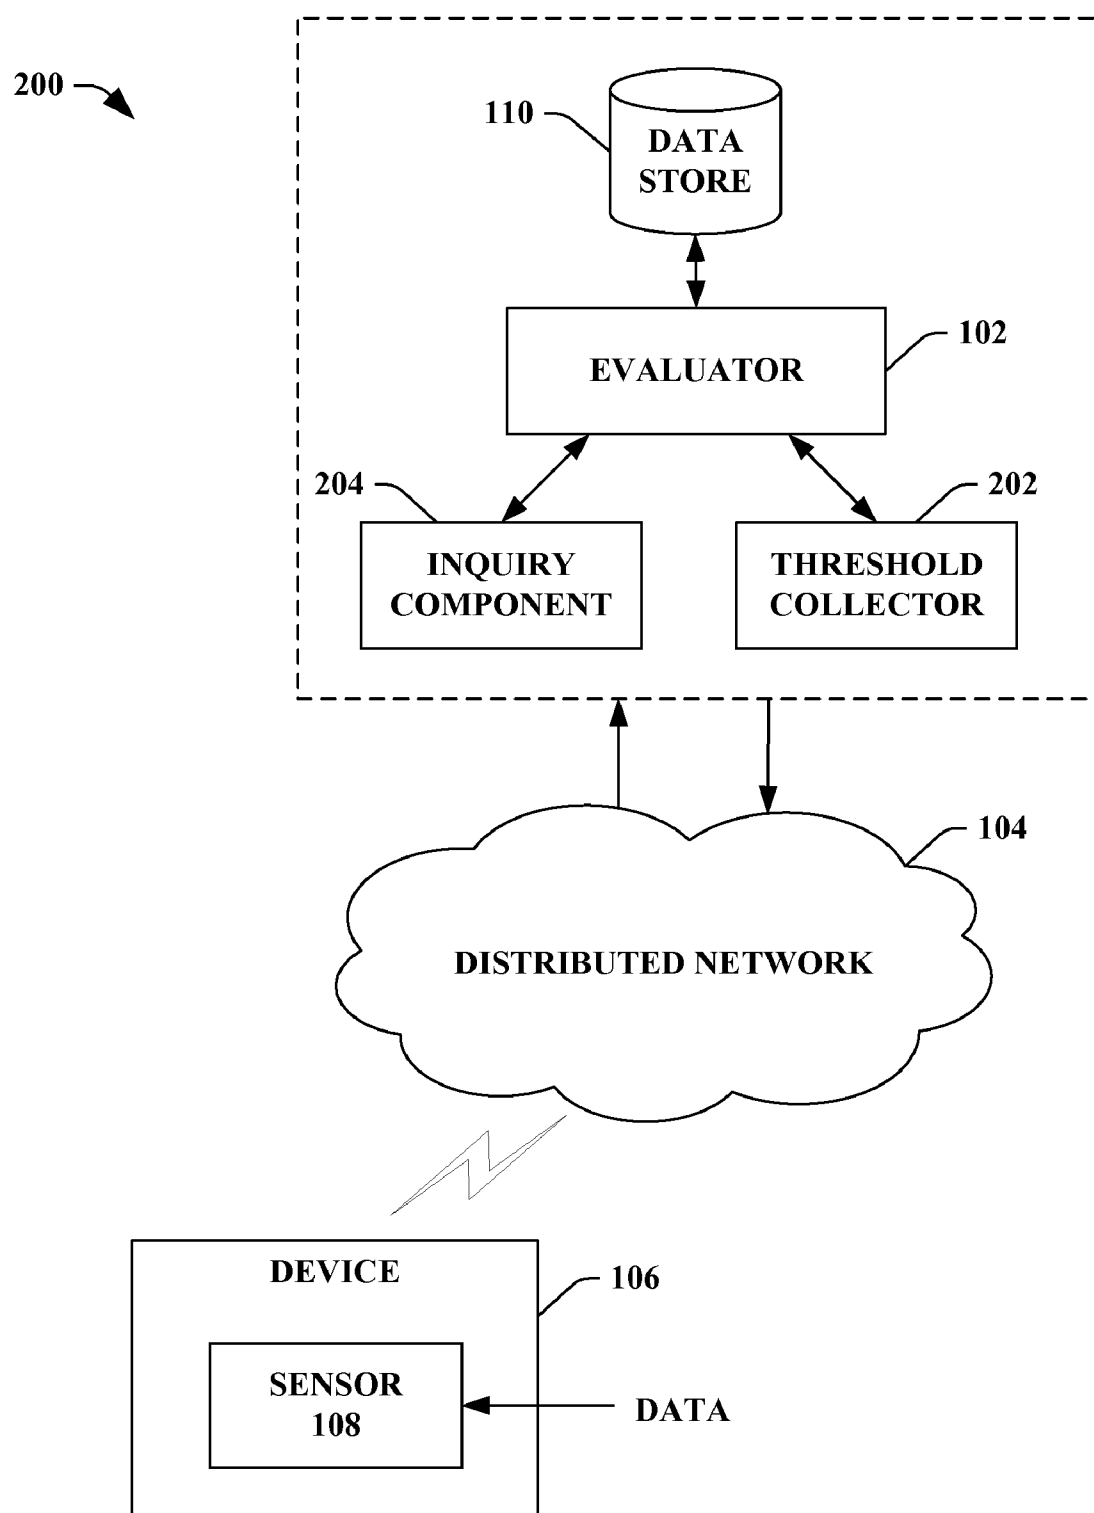 200
110
DATA
STORE
102
EVALUATOR
204
202
INQUIRY
COMPONENT
THRESHOLD
COLLECTOR
104
DISTRIBUTED NETWORK
DEVICE
106
SENSOR
108
DATA